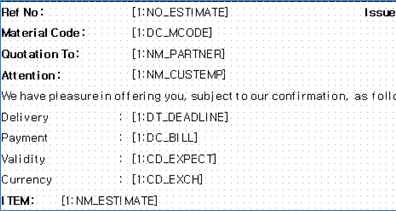 Ref No : [1:NO_ESTIMATE] Issue
Material Code : [1:DC_MCODE]
Quotation To : [1:NM_PARTNER]
Attention : [1:NM_CUSTEMP]
We have pleasure in offering you, subject to our confirmation, as follo
Delivery : [1:DT_DEADLINE]
Payment : [1:DC_BILL]
Validity : [1:CD_EXPECT]
Currency : [1:CD_EXCH]
ITEM: [1:NM_ESTIMATE]